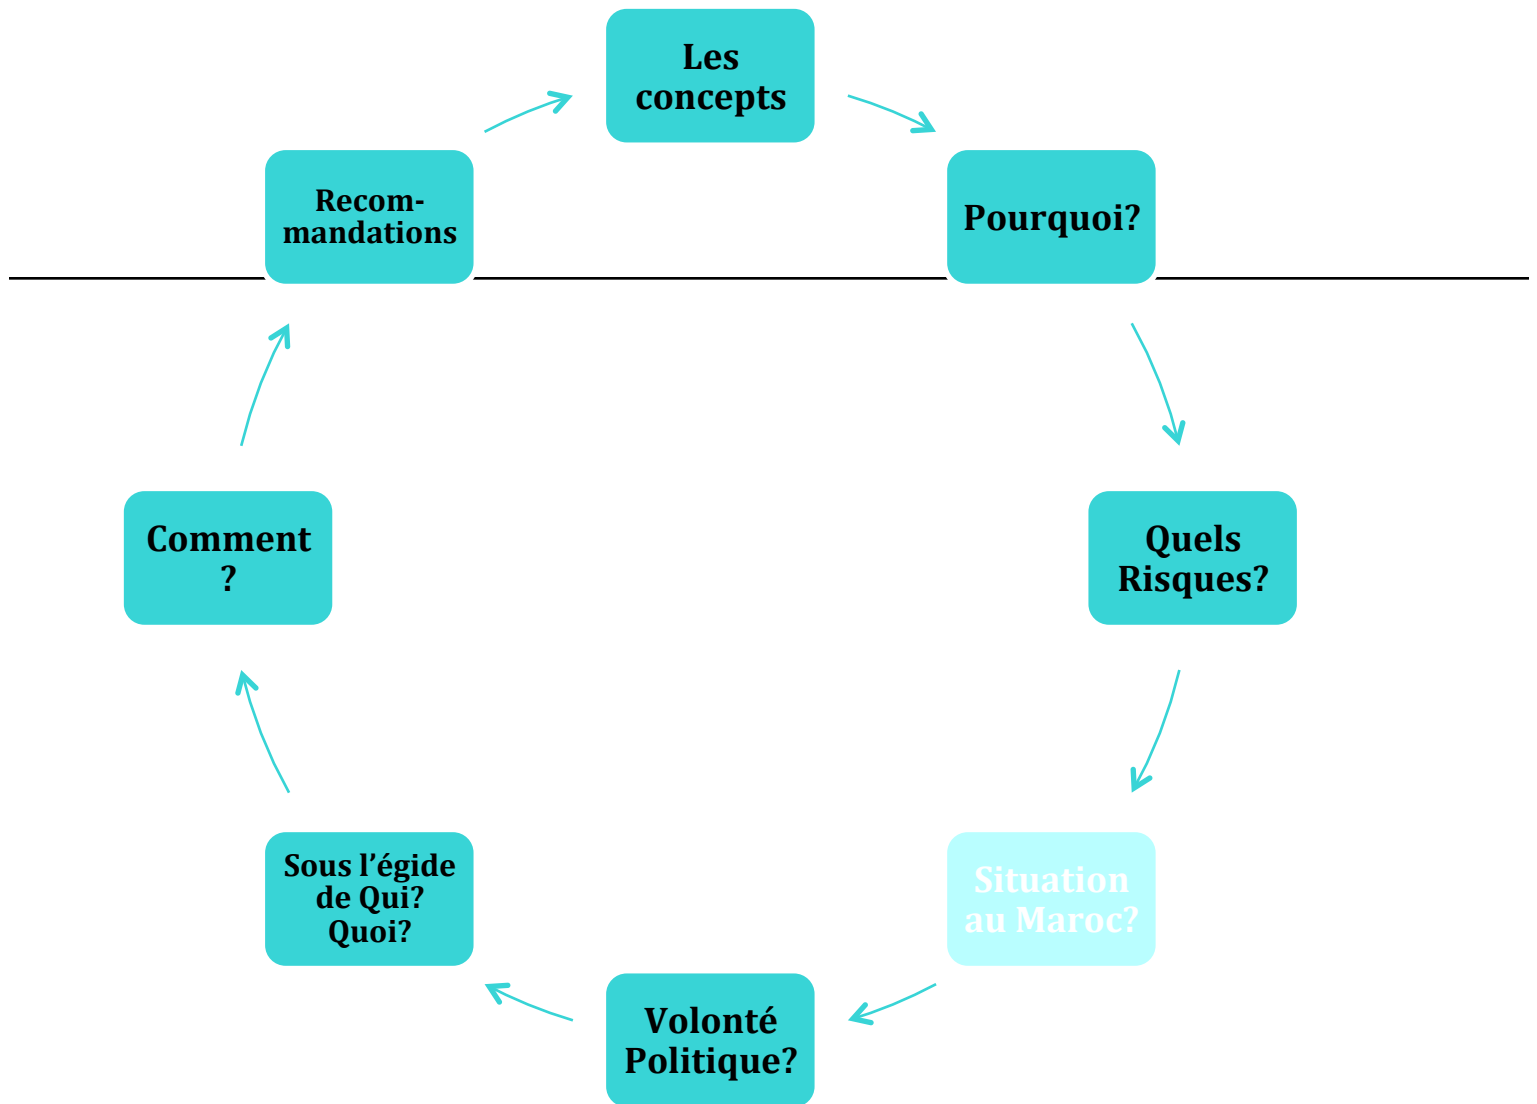 Les
concepts
Pourquoi?
Quels
Risques?
Situation
au Maroc?
Volonté
Politique?
Sous l’égide
de Qui?
Quoi?
Comment
?
Recom-
mandations